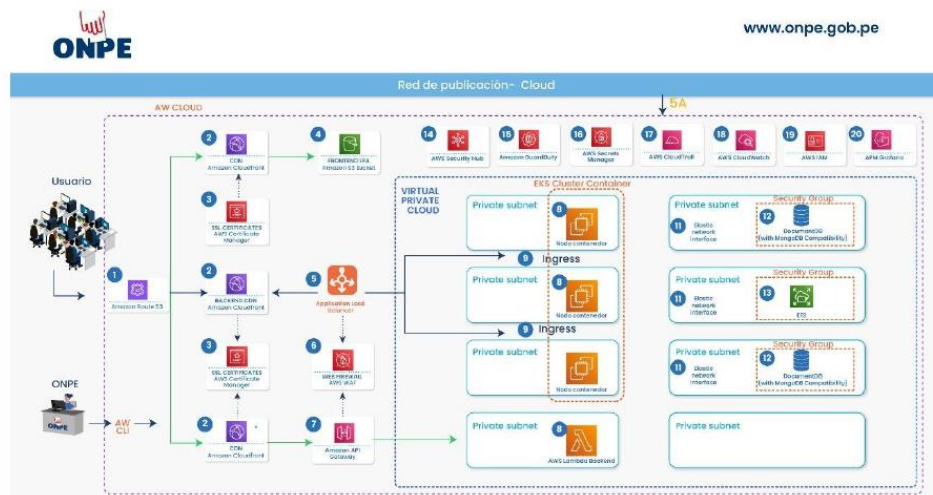 ONPE
www.onpe.gob.pe
Red de publicación- Cloud
5A
AW CLOUD
Usuario
1
Amazon Route 53
2
CDN
Amazon Cloudfront
4
FRONTEND SPA
Amazon S3 Bucket
3
SSL CERTIFICATES
AWS Certificate
Manager
2
BACKEND CDN
Amazon Cloudfront
5
Application Load
Balancer
3
SSL CERTIFICATES
AWS Certificate
Manager
6
WEB FIREWALL
AWS WAF
ONPE
ONPE
AW
CLI
2
CDN
Amazon Cloudfront
7
Amazon API
Gateway
14
AWS Security Hub
15
Amazon GuardDuty
16
AWS Secrets
Manager
17
AWS CloudTrail
18
AWS CloudWatch
19
AWS IAM
20
APM Grafana
VIRTUAL
PRIVATE
CLOUD
EKS Cluster Container
Private subnet
8
Nodo contenedor
9 Ingress
Private subnet
8
Nodo contenedor
9 Ingress
Private subnet
Nodo contenedor
Private subnet
8
AWS Lambda Backend
Private subnet
11
Elastic
network
interface
Security Group
12
DocumentDB
(with MongoDB Compatibility)
Private subnet
11
Elastic
network
interface
Security Group
13
EFS
Private subnet
11
Elastic
network
interface
Security Group
12
DocumentDB
(with MongoDB Compatibility)
Private subnet